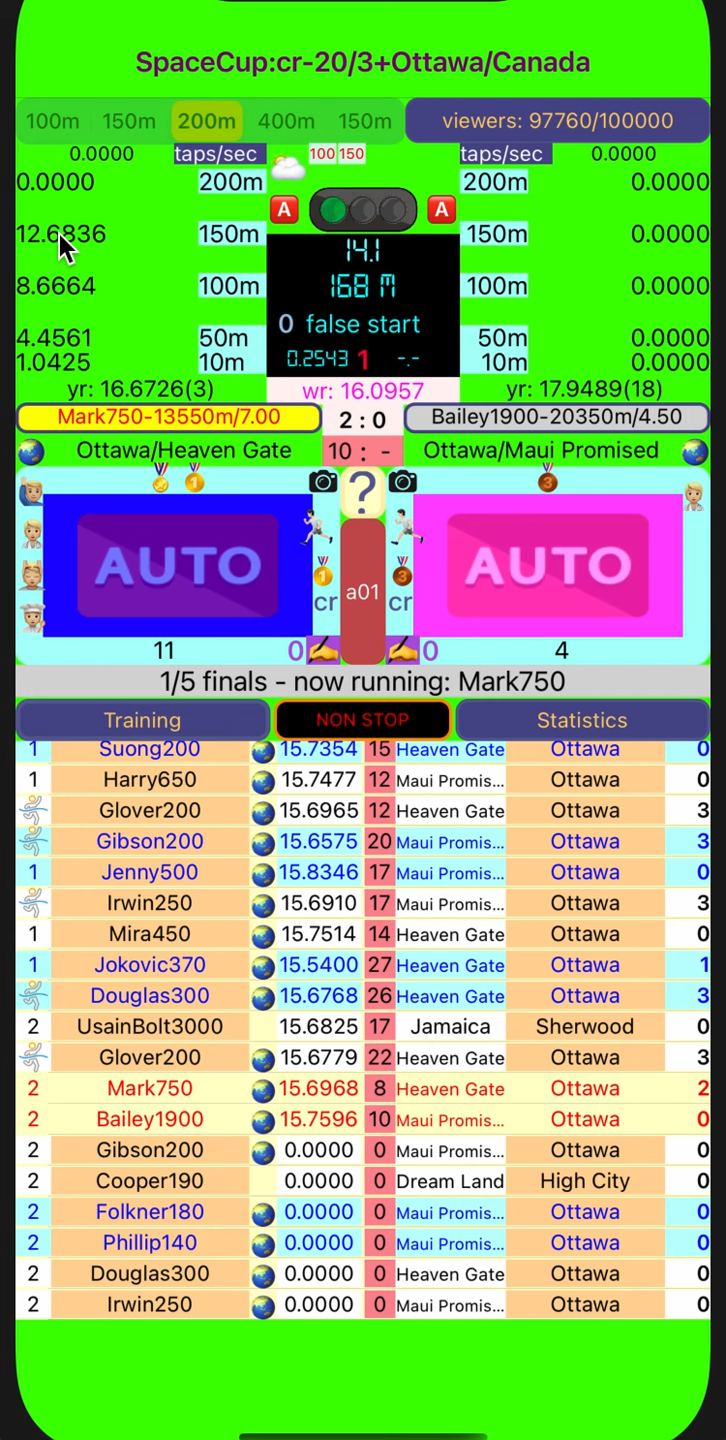 SpaceCup:cr-20/3+Ottawa/Canada
100m 150m 200m 400m 150m viewers: 97760/100000
0.0000 taps/sec 100 150 taps/sec 0.0000
0.0000 200m 200m 0.0000
A A
12.6836 150m 14.1 150m 0.0000
8.6664 100m 168 M 100m 0.0000
0 false start
4.4561 50m 50m 0.0000
1.0425 10m 0.2543 1 -.- 10m 0.0000
yr: 16.6726(3) wr: 16.0957 yr: 17.9489(18)
Mark750-13550m/7.00 2 : 0 Bailey1900-20350m/4.50
Ottawa/Heaven Gate 10 : - Ottawa/Maui Promised
1 ? 3
AUTO AUTO
1 3
cr a01 cr
11 0 0 4
1/5 finals - now running: Mark750
Training NON STOP Statistics
1 Suong200 15.7354 15 Heaven Gate Ottawa 0
1 Harry650 15.7477 12 Maui Promis... Ottawa 0
Glover200 15.6965 12 Heaven Gate Ottawa 3
Gibson200 15.6575 20 Maui Promis... Ottawa 3
1 Jenny500 15.8346 17 Maui Promis... Ottawa 0
Irwin250 15.6910 17 Maui Promis... Ottawa 3
1 Mira450 15.7514 14 Heaven Gate Ottawa 0
1 Jokovic370 15.5400 27 Heaven Gate Ottawa 1
Douglas300 15.6768 26 Heaven Gate Ottawa 3
2 UsainBolt3000 15.6825 17 Jamaica Sherwood 0
Glover200 15.6779 22 Heaven Gate Ottawa 3
2 Mark750 15.6968 8 Heaven Gate Ottawa 2
2 Bailey1900 15.7596 10 Maui Promis... Ottawa 0
2 Gibson200 0.0000 0 Maui Promis... Ottawa 0
2 Cooper190 0.0000 0 Dream Land High City 0
2 Folkner180 0.0000 0 Maui Promis... Ottawa 0
2 Phillip140 0.0000 0 Maui Promis... Ottawa 0
2 Douglas300 0.0000 0 Heaven Gate Ottawa 0
2 Irwin250 0.0000 0 Maui Promis... Ottawa 0